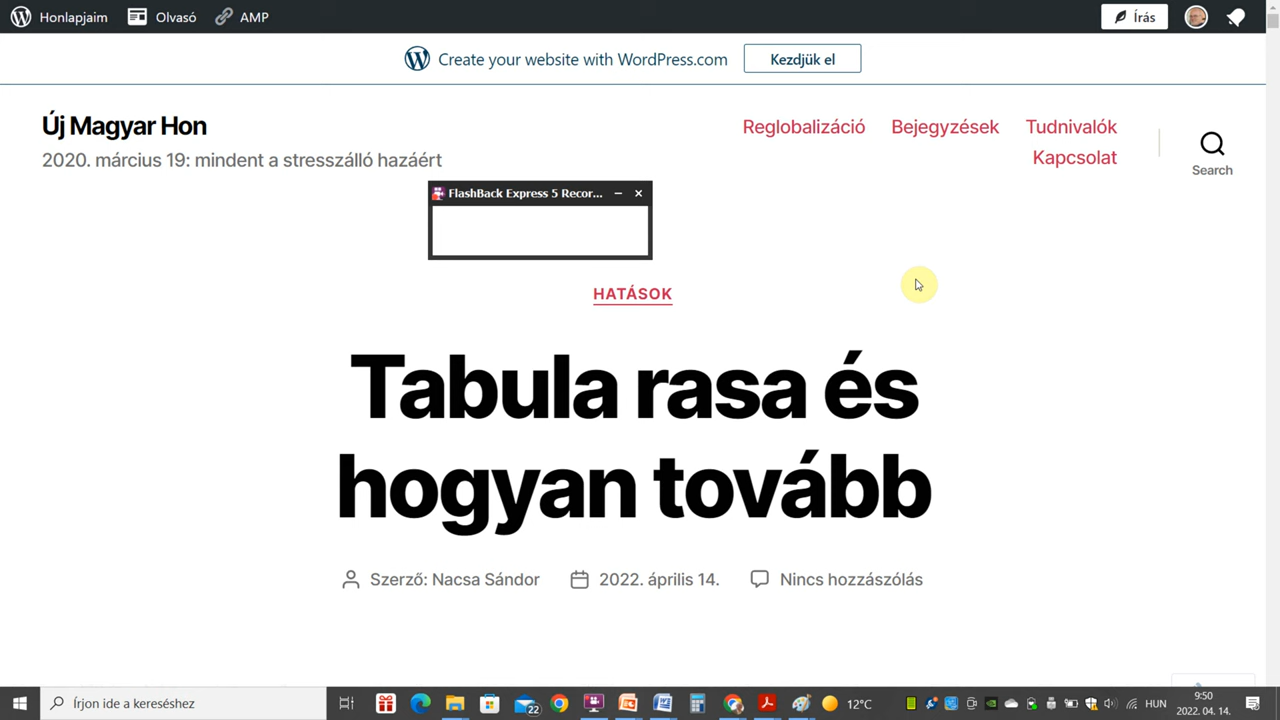 Honlapjaim
Olvasó
AMP
Írás
Create your website with WordPress.com
Kezdjük el
Új Magyar Hon
2020. március 19: mindent a stresszálló hazáért
Reglobalizáció
Bejegyzések
Tudnivalók
Kapcsolat
Search
FlashBack Express 5 Recor...
HATÁSOK
Tabula rasa és
hogyan tovább
Szerző: Nacsa Sándor
2022. április 14.
Nincs hozzászólás
Írjon ide a kereséshez
22
12°C
HUN
9:50
2022. 04. 14.